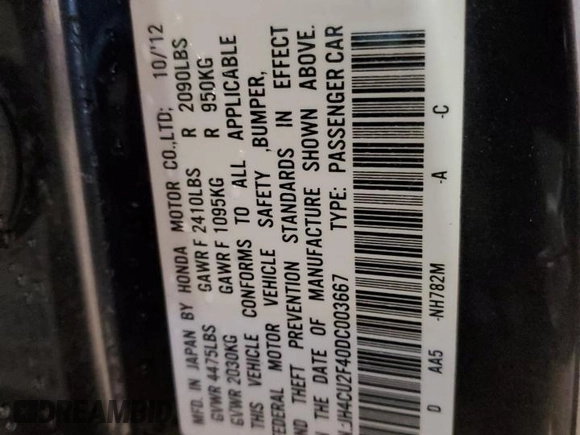 MFD. IN JAPAN BY HONDA MOTOR CO.,LTD; 10/'12
GVWR 4475LBS GAWR F 2410LBS R 2090LBS
GVWR 2030KG GAWR F 1095KG R 950KG
THIS VEHICLE CONFORMS TO ALL APPLICABLE
FEDERAL MOTOR VEHICLE SAFETY ,BUMPER,
AND THEFT PREVENTION STANDARDS IN EFFECT
THE DATE OF MANUFACTURE SHOWN ABOVE.
JH4CU2F40DC003667 TYPE: PASSENGER CAR
D AA5 -NH782M -A -C
DREAMBID.COM